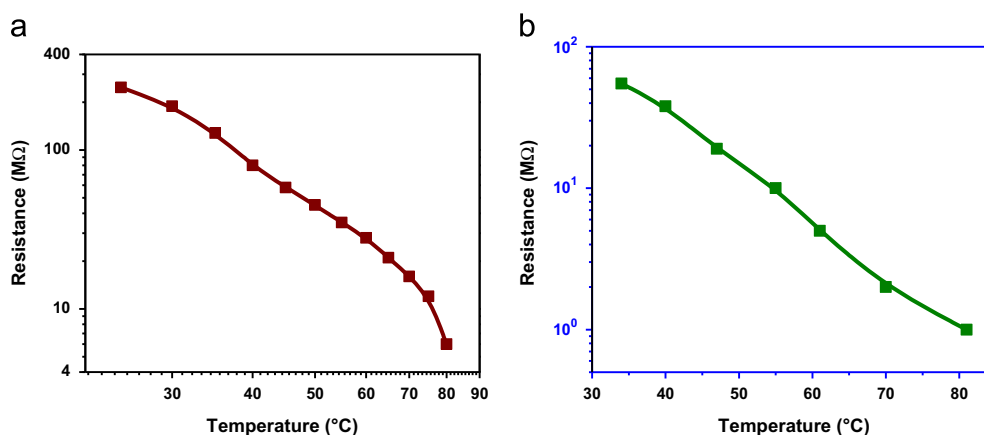 a
400
100
10
4
30 40 50 60 70 80 90
Resistance (MΩ)
Temperature (°C)
b
10²
10¹
10⁰
30 40 50 60 70 80
Resistance (MΩ)
Temperature (°C)